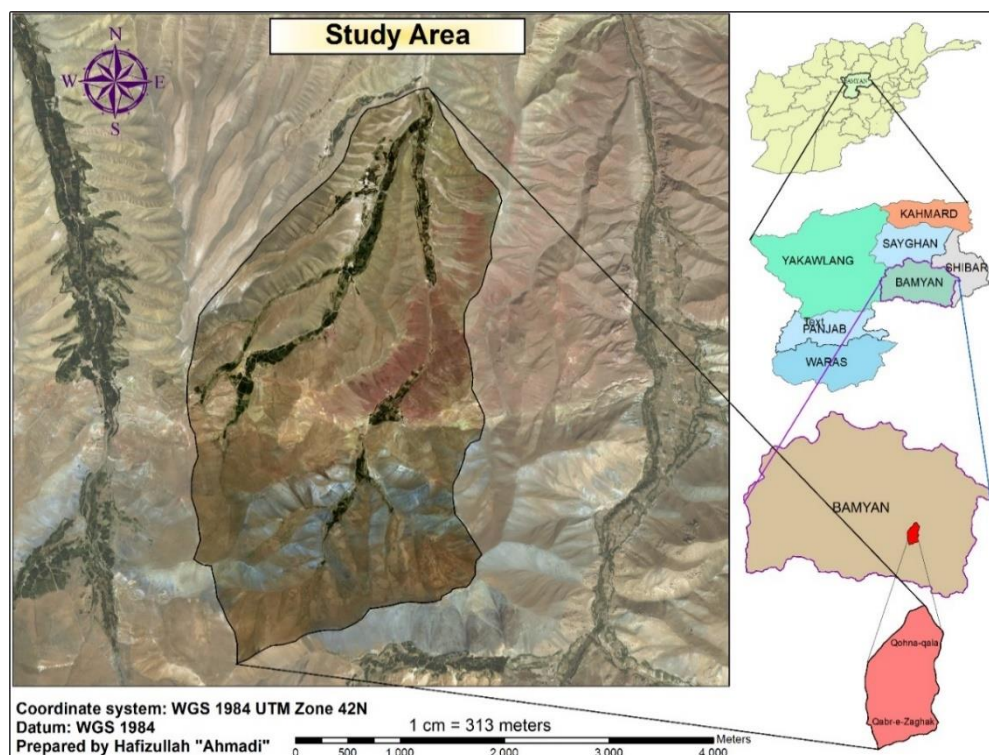 Study Area
N
W E
S
BAMYAN
KAHMARD
SAYGHAN
YAKAWLANG
SHIBAR
BAMYAN
Text
PANJAB
WARAS
BAMYAN
Qohna-qala
Qabr-e-Zaghak
Coordinate system: WGS 1984 UTM Zone 42N
Datum: WGS 1984
Prepared by Hafizullah "Ahmadi"
1 cm = 313 meters
Meters
0 500 1,000 2,000 3,000 4,000